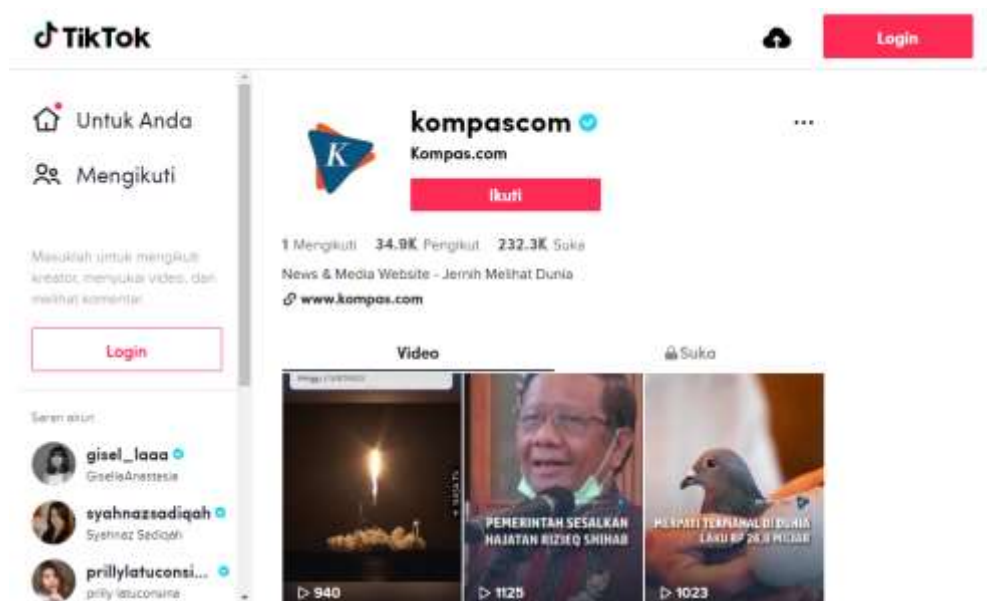 TikTok
Login
Untuk Anda
Mengikuti
Masuklah untuk mengikuti
kreator, menyukai video, dan
melihat komentar
Login
Saran akun
gisel_laaa
GisellaAnastasia
syahnazsadiqah
Syahnaz Sadiqah
prillylatuconsi...
prilly latuconsina
kompascom
Kompas.com
Ikuti
1 Mengikuti 34.9K Pengikut 232.3K Suka
News & Media Website - Jernih Melihat Dunia
www.kompas.com
Video
Suka
K
940
PEMERINTAH SESALKAN
HAJATAN RIZIEQ SHIHAB
1125
MERPATI TERMAHAL DI DUNIA
LAKU RP 26,8 MILIAR
1023